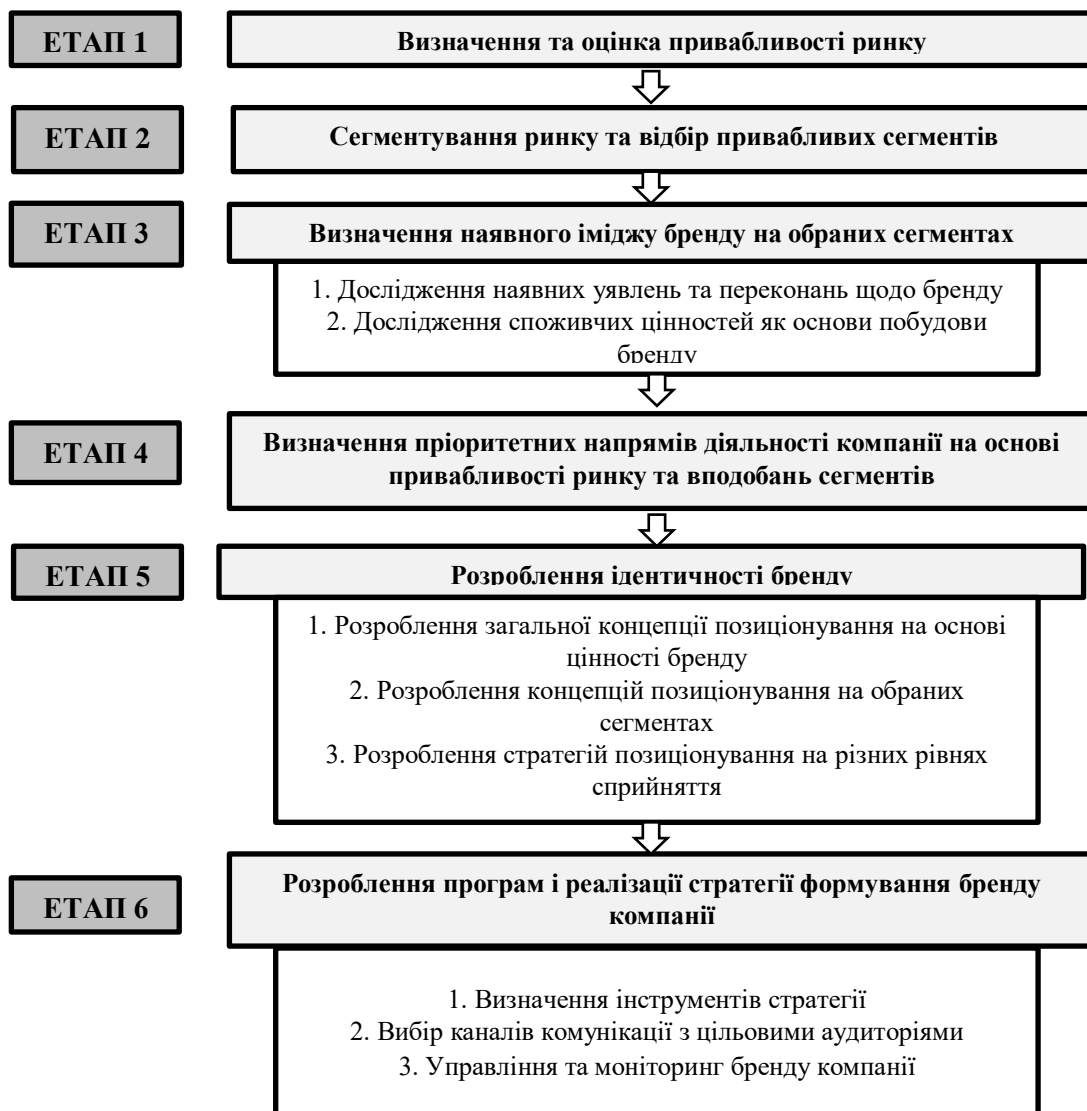 ЕТАП 1
Визначення та оцінка привабливості ринку
ЕТАП 2
Сегментування ринку та відбір привабливих сегментів
ЕТАП 3
Визначення наявного іміджу бренду на обраних сегментах
1. Дослідження наявних уявлень та переконань щодо бренду
2. Дослідження споживчих цінностей як основи побудови
бренду
ЕТАП 4
Визначення пріоритетних напрямів діяльності компанії на основі
привабливості ринку та вподобань сегментів
ЕТАП 5
Розроблення ідентичності бренду
1. Розроблення загальної концепції позиціонування на основі
цінності бренду
2. Розроблення концепцій позиціонування на обраних
сегментах
3. Розроблення стратегій позиціонування на різних рівнях
сприйняття
ЕТАП 6
Розроблення програм і реалізації стратегії формування бренду
компанії
1. Визначення інструментів стратегії
2. Вибір каналів комунікації з цільовими аудиторіями
3. Управління та моніторинг бренду компанії